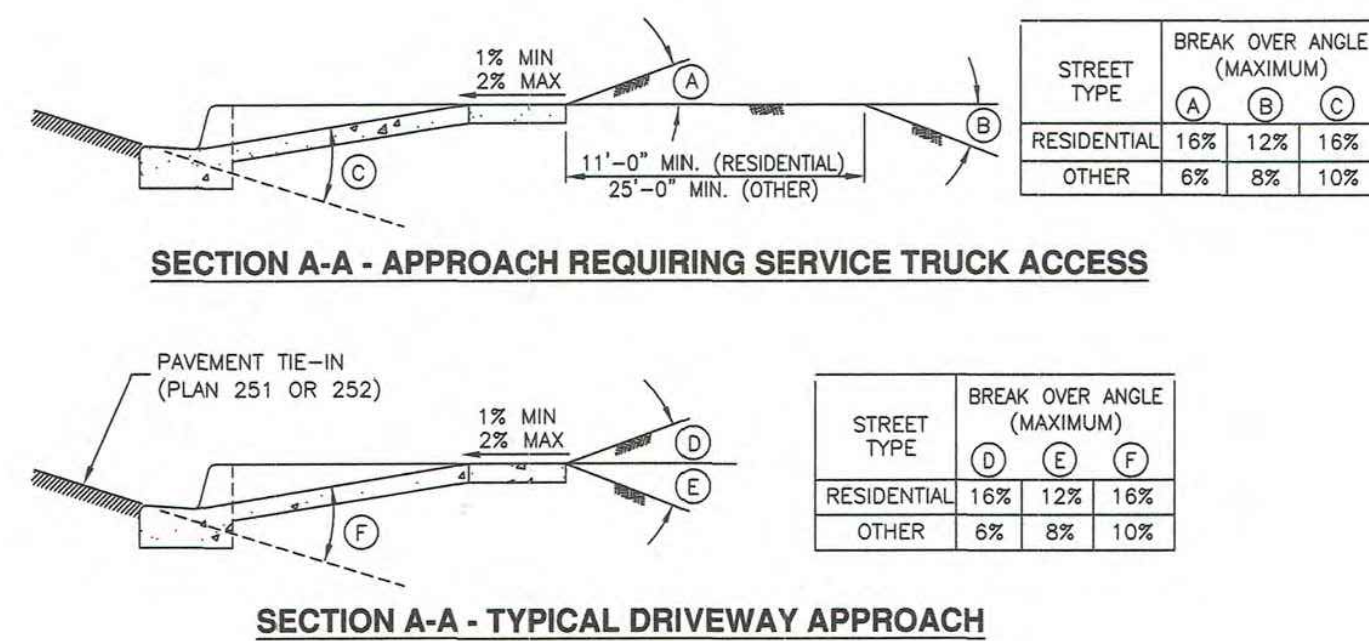 1% MIN
2% MAX
A
B
C
11'-0" MIN. (RESIDENTIAL)
25'-0" MIN. (OTHER)
STREET TYPE | BREAK OVER ANGLE (MAXIMUM)
A B C
RESIDENTIAL 16% 12% 16%
OTHER 6% 8% 10%
SECTION A-A - APPROACH REQUIRING SERVICE TRUCK ACCESS
PAVEMENT TIE-IN
(PLAN 251 OR 252)
1% MIN
2% MAX
D
E
F
STREET TYPE | BREAK OVER ANGLE (MAXIMUM)
D E F
RESIDENTIAL 16% 12% 16%
OTHER 6% 8% 10%
SECTION A-A - TYPICAL DRIVEWAY APPROACH